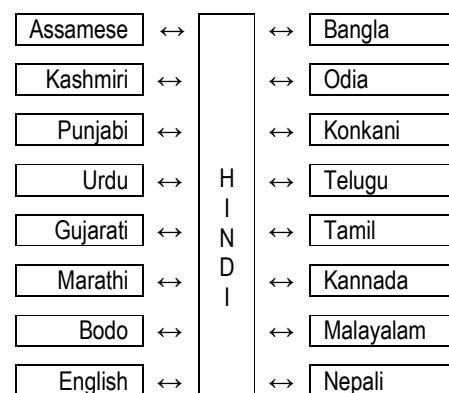 Assamese ↔ ↔ Bangla
Kashmiri ↔ ↔ Odia
Punjabi ↔ ↔ Konkani
Urdu ↔ H ↔ Telugu
I
Gujarati ↔ N ↔ Tamil
Marathi ↔ D ↔ Kannada
I
Bodo ↔ ↔ Malayalam
English ↔ ↔ Nepali